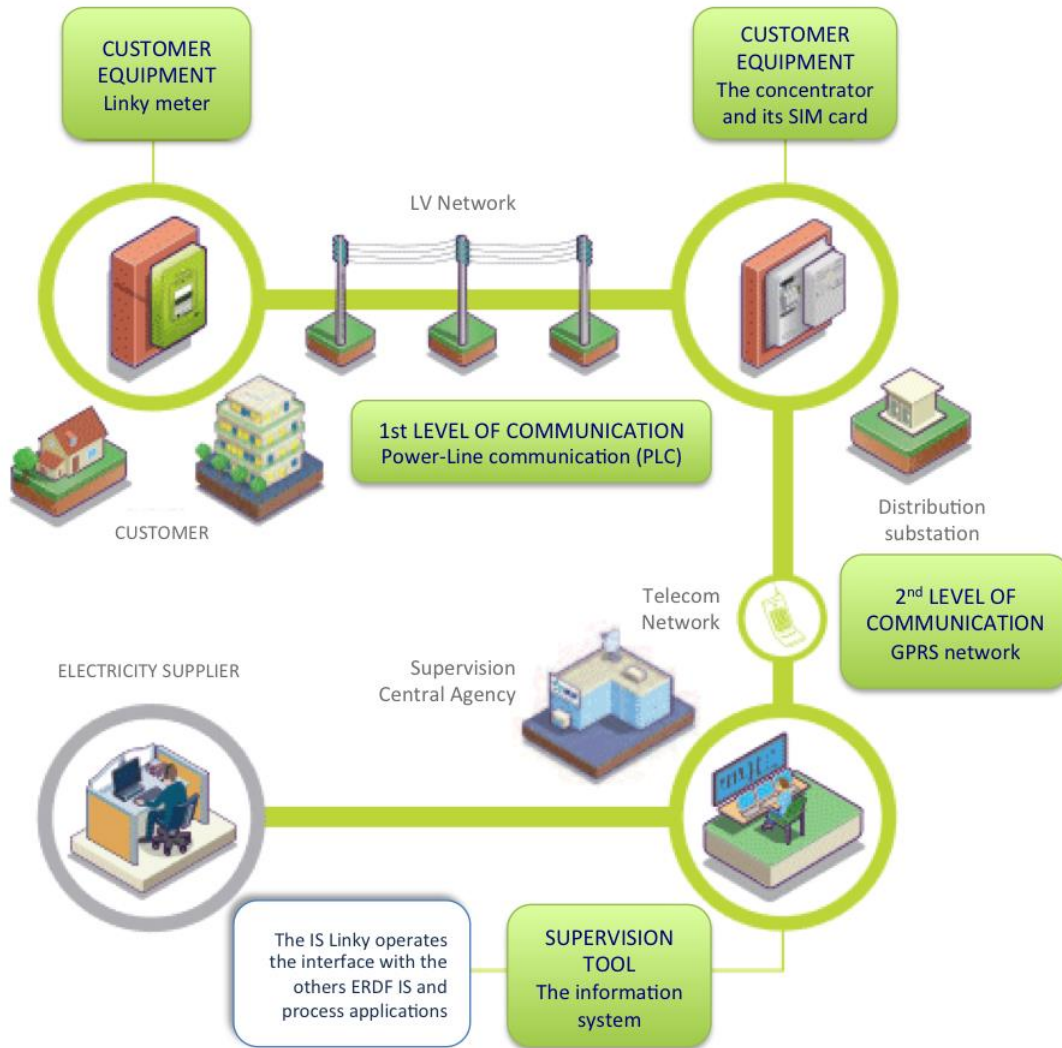 CUSTOMER
EQUIPMENT
Linky meter
CUSTOMER
EQUIPMENT
The concentrator
and its SIM card
LV Network
1st LEVEL OF COMMUNICATION
Power-Line communication (PLC)
CUSTOMER
Distribution
substation
Telecom
Network
2nd LEVEL OF
COMMUNICATION
GPRS network
Supervision
Central Agency
ELECTRICITY SUPPLIER
The IS Linky operates
the interface with the
others ERDF IS and
process applications
SUPERVISION
TOOL
The information
system